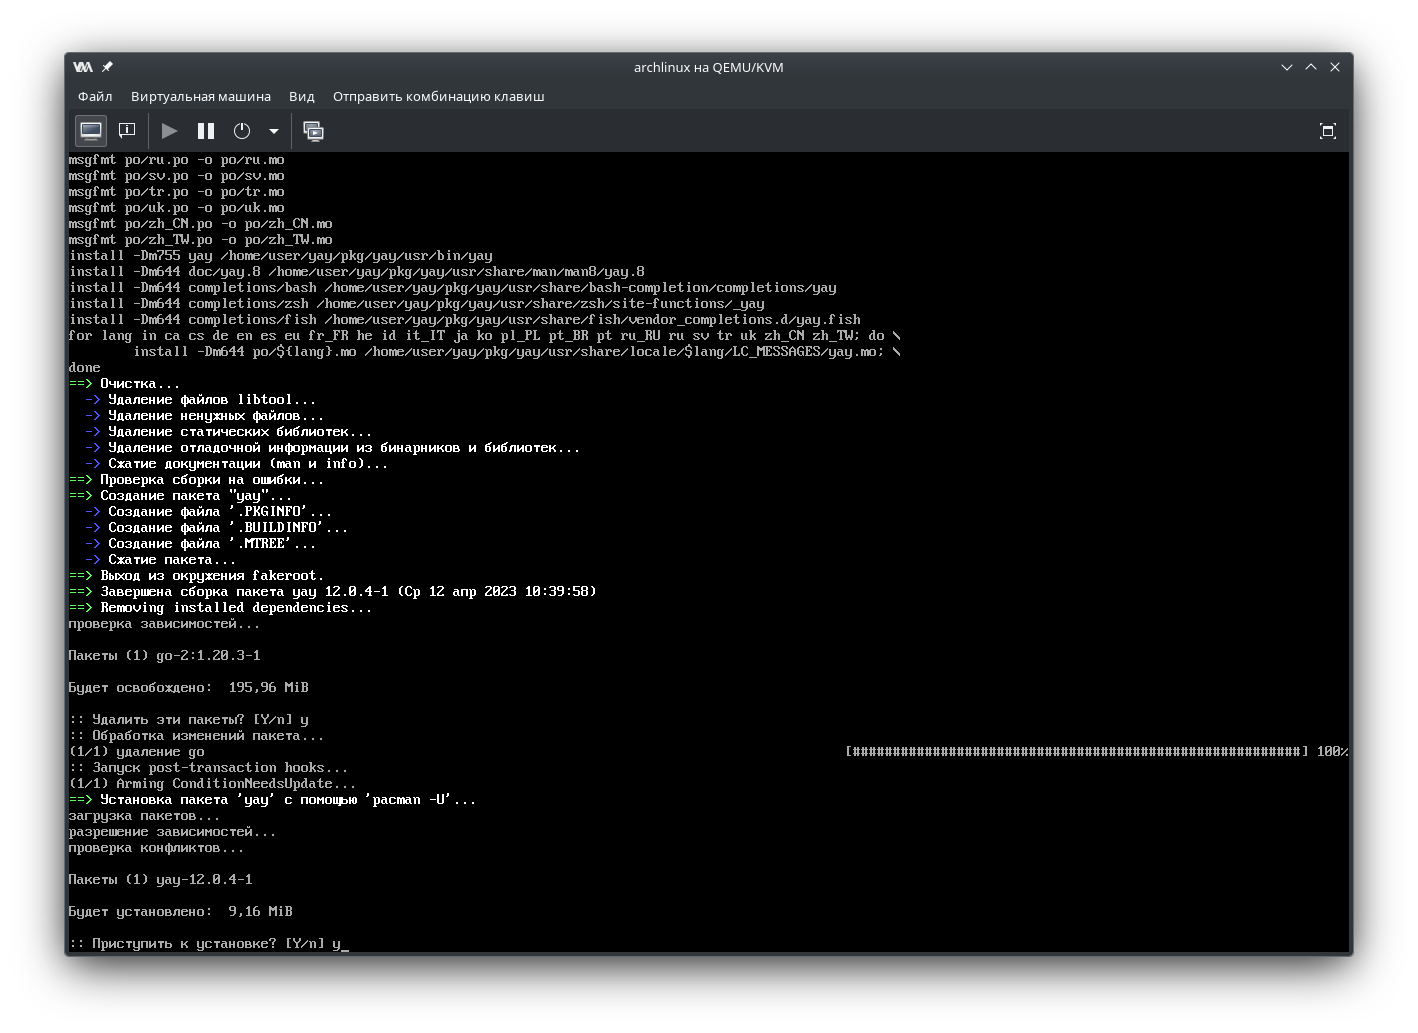 archlinux на QEMU/KVM
Файл Виртуальная машина Вид Отправить комбинацию клавиш
msgfmt po/ru.po -o po/ru.mo
msgfmt po/sv.po -o po/sv.mo
msgfmt po/tr.po -o po/tr.mo
msgfmt po/uk.po -o po/uk.mo
msgfmt po/zh_CN.po -o po/zh_CN.mo
msgfmt po/zh_TW.po -o po/zh_TW.mo
install -Dm755 yay /home/user/yay/pkg/yay/usr/bin/yay
install -Dm644 doc/yay.8 /home/user/yay/pkg/yay/usr/share/man/man8/yay.8
install -Dm644 completions/bash /home/user/yay/pkg/yay/usr/share/bash-completion/completions/yay
install -Dm644 completions/zsh /home/user/yay/pkg/yay/usr/share/zsh/site-functions/_yay
install -Dm644 completions/fish /home/user/yay/pkg/yay/usr/share/fish/vendor_completions.d/yay.fish
for lang in ca cs de en es eu fr_FR he id it_IT ja ko pl_PL pt_BR pt ru_RU ru sv tr uk zh_CN zh_TW; do \
        install -Dm644 po/${lang}.mo /home/user/yay/pkg/yay/usr/share/locale/$lang/LC_MESSAGES/yay.mo; \
done
==> Очистка...
  -> Удаление файлов libtool...
  -> Удаление ненужных файлов...
  -> Удаление статических библиотек...
  -> Удаление отладочной информации из бинарников и библиотек...
  -> Сжатие документации (man и info)...
==> Проверка сборки на ошибки...
==> Создание пакета "yay"...
  -> Создание файла '.PKGINFO'...
  -> Создание файла '.BUILDINFO'...
  -> Создание файла '.MTREE'...
  -> Сжатие пакета...
==> Выход из окружения fakeroot.
==> Завершена сборка пакета yay 12.0.4-1 (Ср 12 апр 2023 10:39:58)
==> Removing installed dependencies...
проверка зависимостей...
Пакеты (1) go-2:1.20.3-1
Будет освобождено:  195,96 MiB
:: Удалить эти пакеты? [Y/n] y
:: Обработка изменений пакета...
(1/1) удаление go [########################################################] 100%
:: Запуск post-transaction hooks...
(1/1) Arming ConditionNeedsUpdate...
==> Установка пакета 'yay' с помощью 'pacman -U'...
загрузка пакетов...
разрешение зависимостей...
проверка конфликтов...
Пакеты (1) yay-12.0.4-1
Будет установлено:  9,16 MiB
:: Приступить к установке? [Y/n] y_